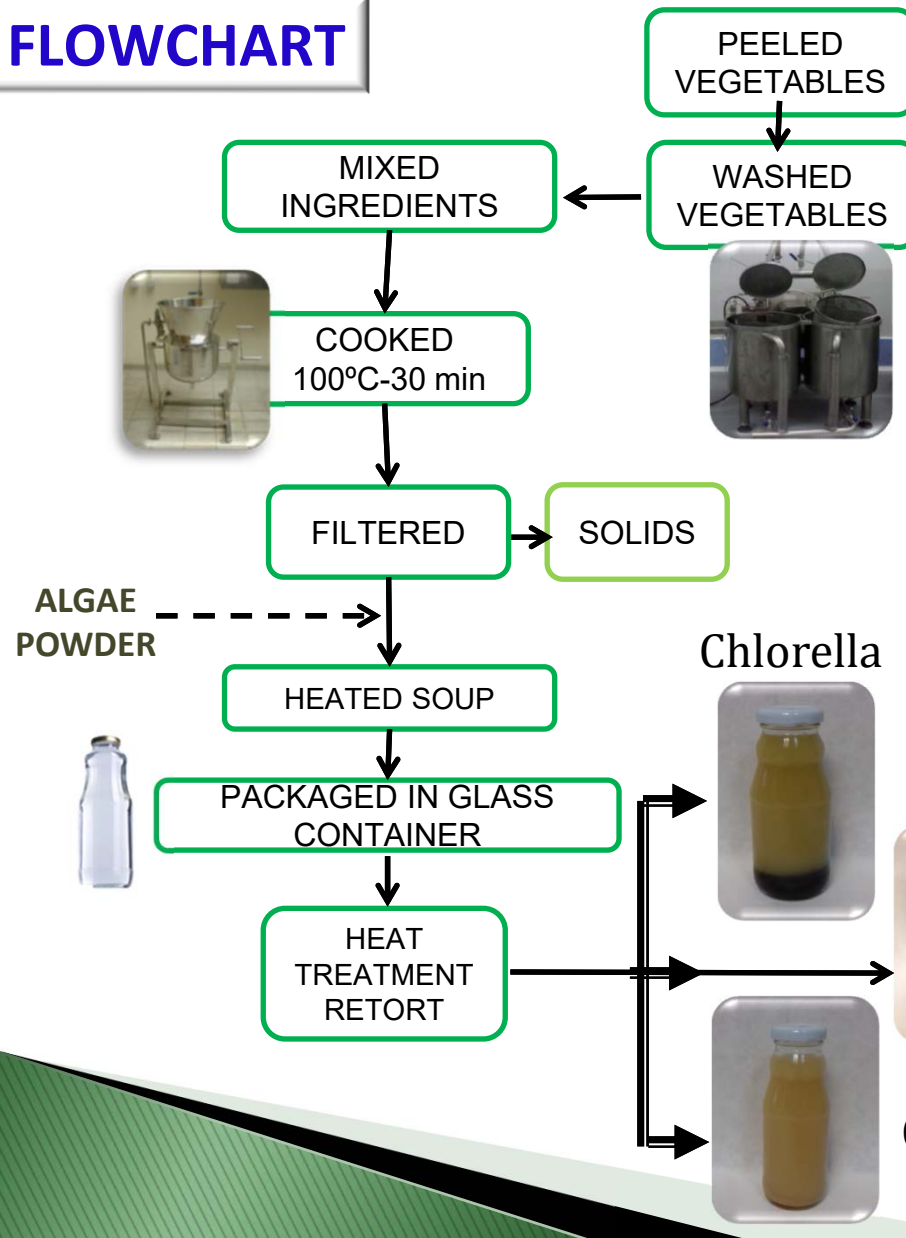 FLOWCHART
PEELED
VEGETABLES
WASHED
VEGETABLES
MIXED
INGREDIENTS
COOKED
100ºC-30 min
FILTERED
SOLIDS
ALGAE
POWDER
HEATED SOUP
PACKAGED IN GLASS
CONTAINER
HEAT
TREATMENT
RETORT
Chlorella